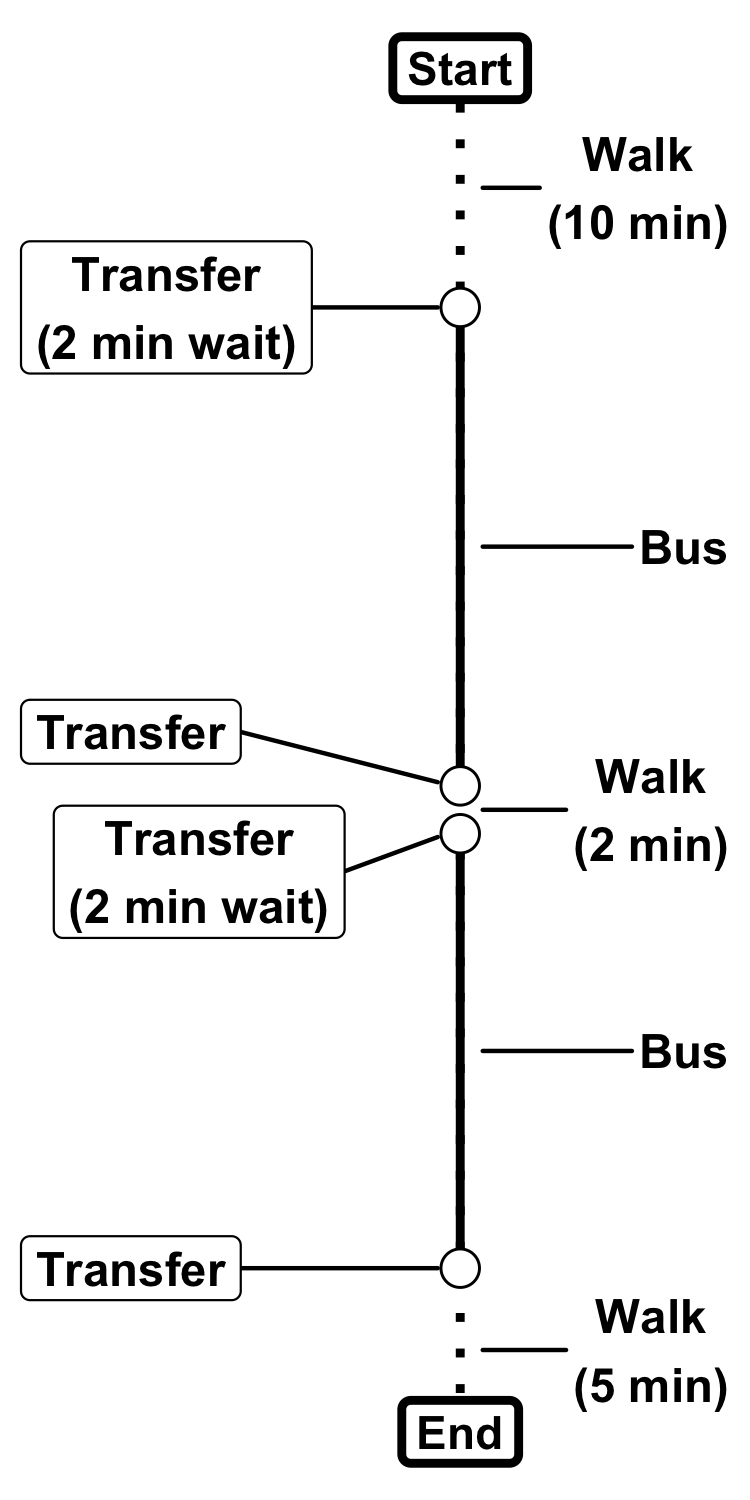 Start
Walk
(10 min)
Transfer
(2 min wait)
Bus
Transfer
Walk
(2 min)
Transfer
(2 min wait)
Bus
Transfer
Walk
(5 min)
End